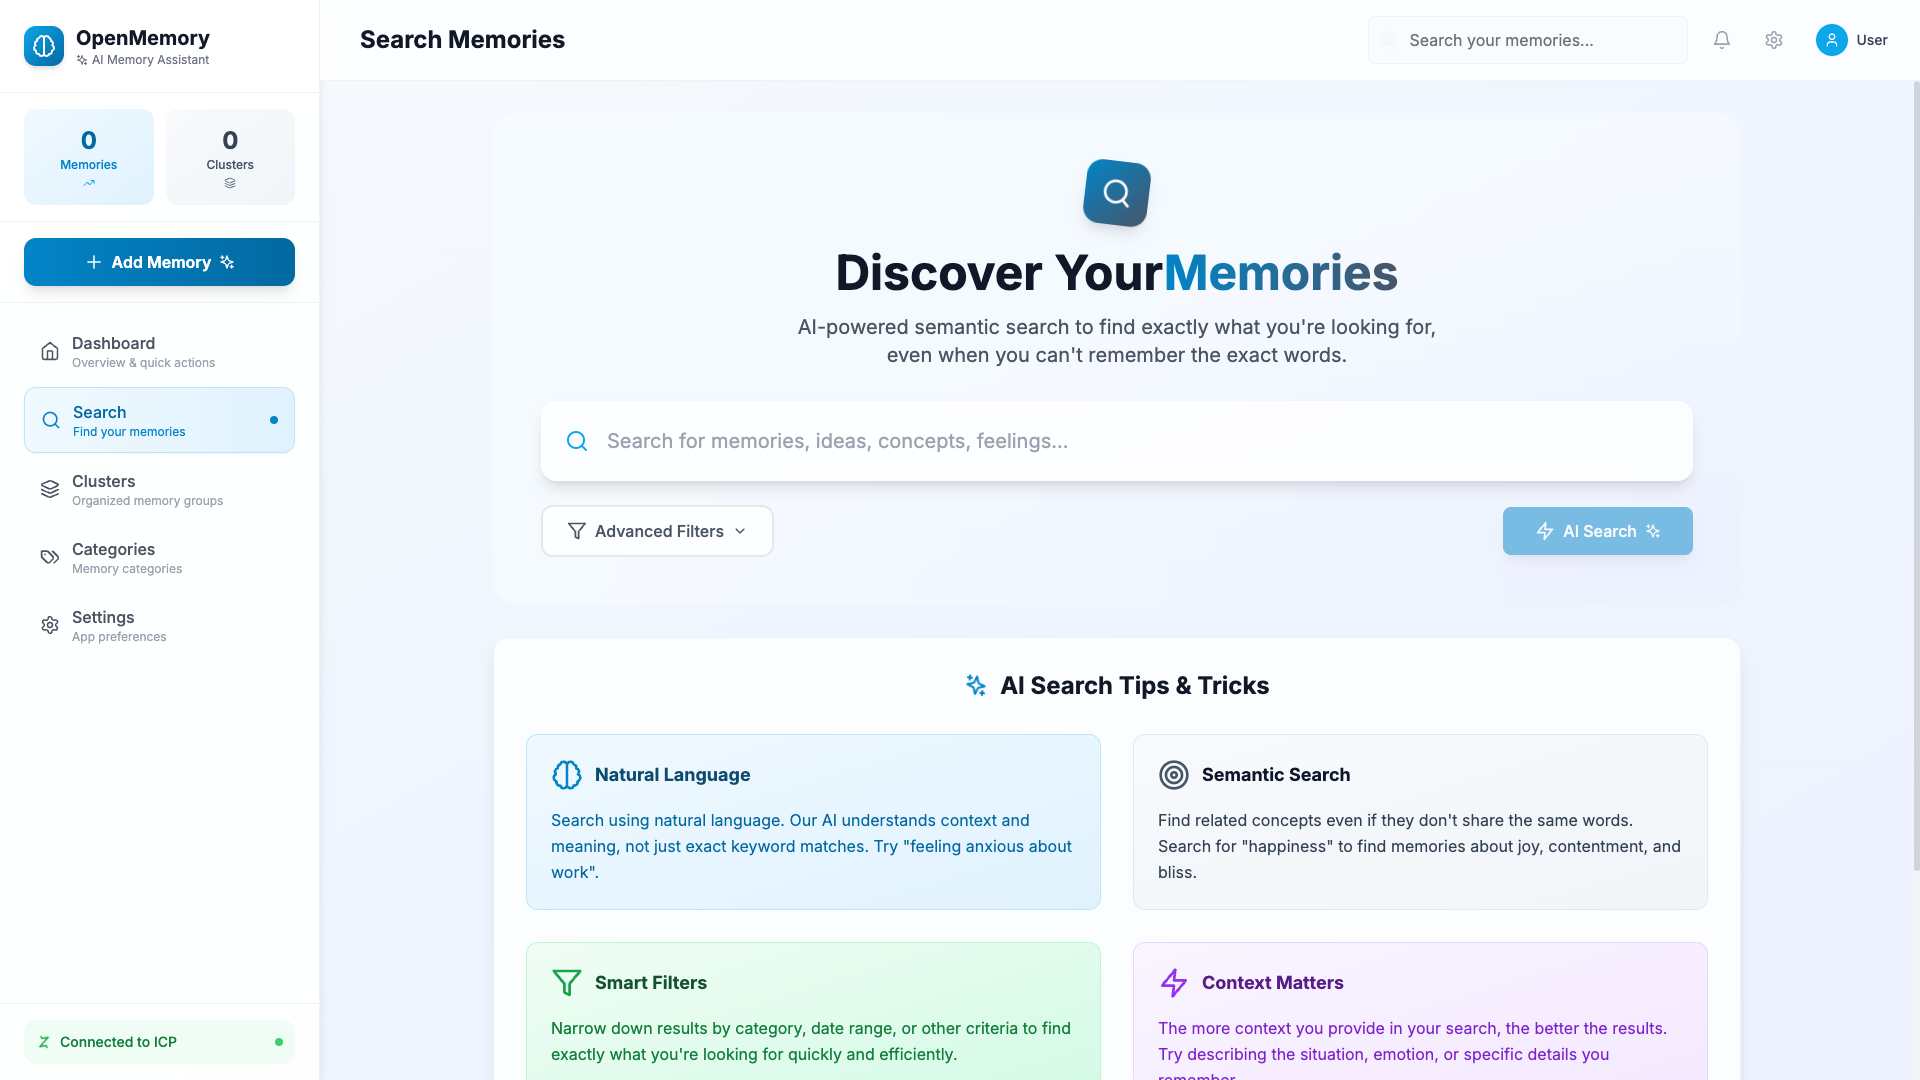 OpenMemory
AI Memory Assistant
0
Memories
0
Clusters
Add Memory
Dashboard
Overview & quick actions
Search
Find your memories
Clusters
Organized memory groups
Categories
Memory categories
Settings
App preferences
Connected to ICP
Search Memories
Search your memories...
User
Discover YourMemories
AI-powered semantic search to find exactly what you're looking for,
even when you can't remember the exact words.
Search for memories, ideas, concepts, feelings...
Advanced Filters
AI Search
AI Search Tips & Tricks
Natural Language
Search using natural language. Our AI understands context and
meaning, not just exact keyword matches. Try "feeling anxious about
work".
Semantic Search
Find related concepts even if they don't share the same words.
Search for "happiness" to find memories about joy, contentment, and
bliss.
Smart Filters
Narrow down results by category, date range, or other criteria to find
exactly what you're looking for quickly and efficiently.
Context Matters
The more context you provide in your search, the better the results.
Try describing the situation, emotion, or specific details you